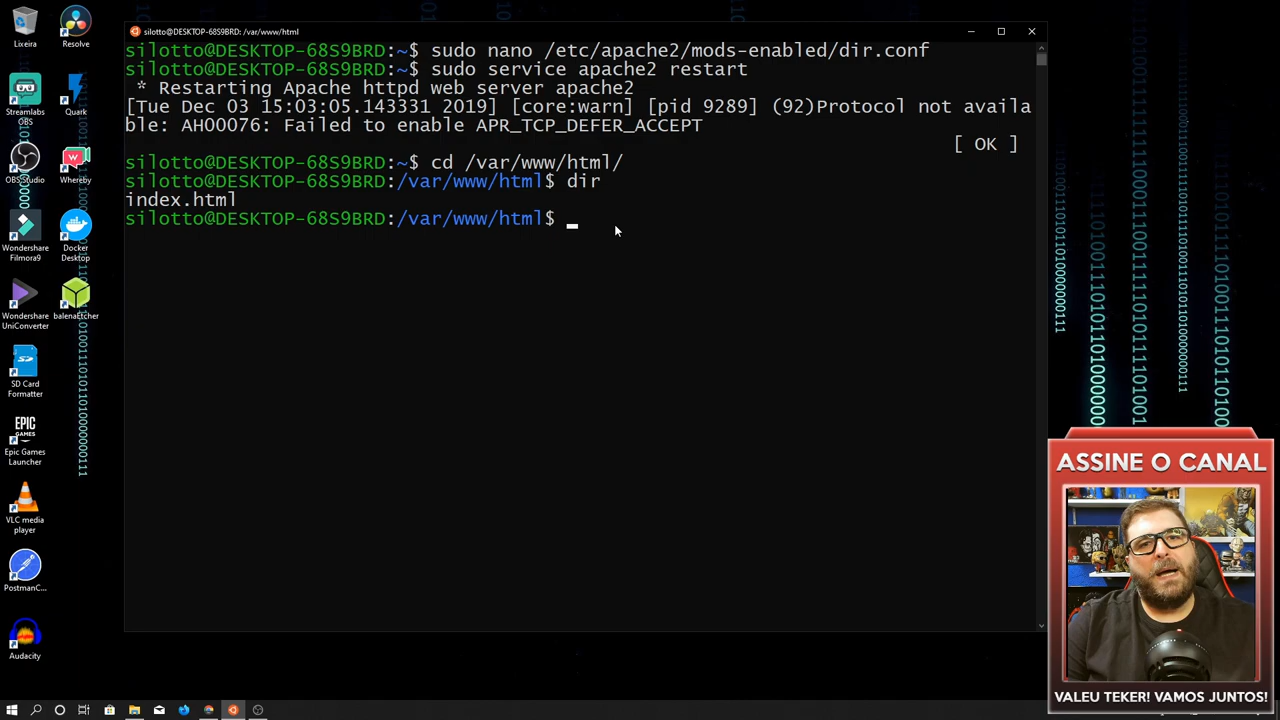 Lixeira
Resolve
Streamlabs OBS
Quark
OBS Studio
Whereby
Wondershare Filmora9
Docker Desktop
Wondershare UniConverter
balenaEtcher
SD Card Formatter
Epic Games Launcher
VLC media player
PostmanC...
Audacity
silotto@DESKTOP-68S9BRD: /var/www/html
silotto@DESKTOP-68S9BRD:~$ sudo nano /etc/apache2/mods-enabled/dir.conf
silotto@DESKTOP-68S9BRD:~$ sudo service apache2 restart
* Restarting Apache httpd web server apache2
[Tue Dec 03 15:03:05.143331 2019] [core:warn] [pid 9289] (92)Protocol not availa
ble: AH00076: Failed to enable APR_TCP_DEFER_ACCEPT
[ OK ]
silotto@DESKTOP-68S9BRD:~$ cd /var/www/html/
silotto@DESKTOP-68S9BRD:/var/www/html$ dir
index.html
silotto@DESKTOP-68S9BRD:/var/www/html$
ASSINE O CANAL
VALEU TEKER! VAMOS JUNTOS!